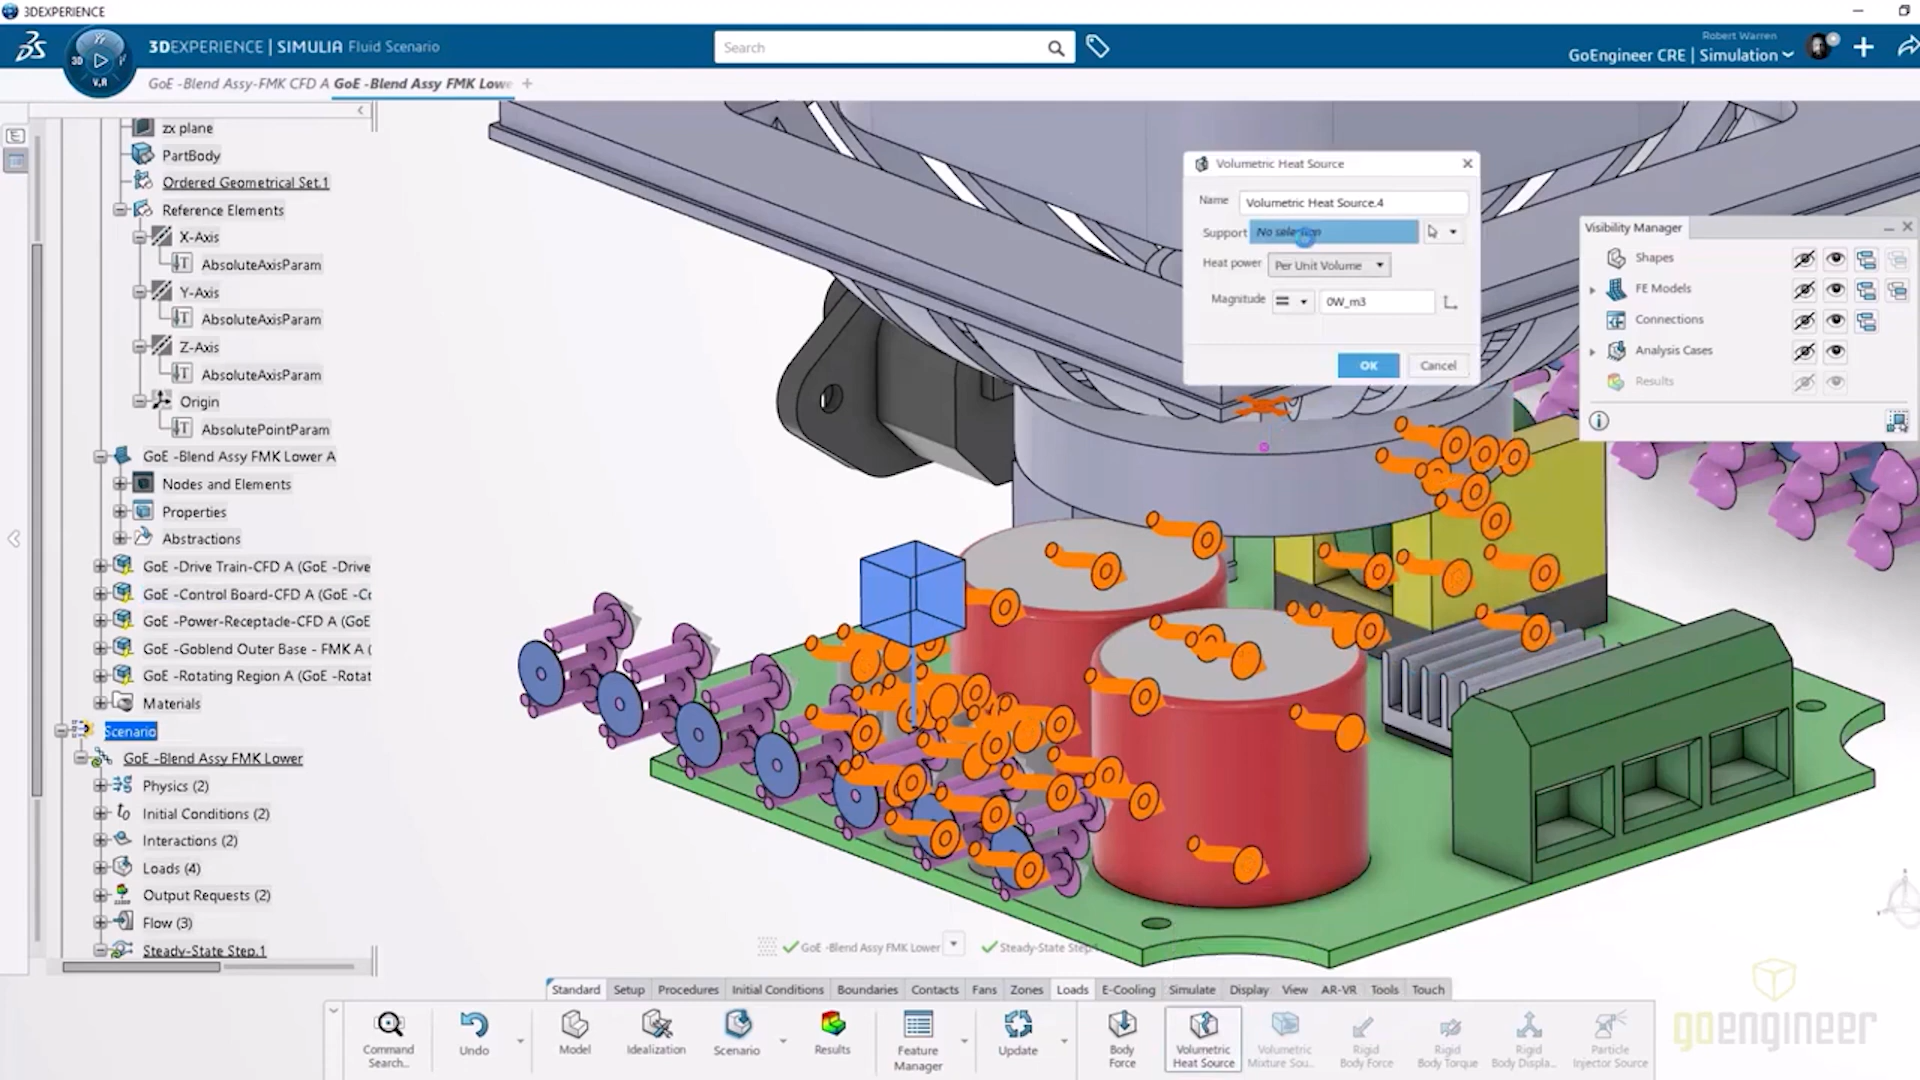 3DEXPERIENCE
3DEXPERIENCE | SIMULIA Fluid Scenario
Search
Robert Warren
GoEngineer CRE | Simulation
3D
V.R
GoE -Blend Assy-FMK CFD A
GoE -Blend Assy FMK Lowe
zx plane
PartBody
Ordered Geometrical Set.1
Reference Elements
X-Axis
AbsoluteAxisParam
Y-Axis
AbsoluteAxisParam
Z-Axis
AbsoluteAxisParam
Origin
AbsolutePointParam
GoE -Blend Assy FMK Lower A
Nodes and Elements
Properties
Abstractions
GoE -Drive Train-CFD A (GoE -Drive
GoE -Control Board-CFD A (GoE -Co
GoE -Power-Receptacle-CFD A (GoE
GoE -Goblend Outer Base - FMK A (
GoE -Rotating Region A (GoE -Rotat
Materials
Scenario
GoE -Blend Assy FMK Lower
Physics (2)
Initial Conditions (2)
Interactions (2)
Loads (4)
Output Requests (2)
Flow (3)
Steady-State Step.1
Volumetric Heat Source
Name Volumetric Heat Source.4
Support No selection
Heat power Per Unit Volume
Magnitude = 0W_m3
OK Cancel
Visibility Manager
Shapes
FE Models
Connections
Analysis Cases
Results
GoE -Blend Assy FMK Lower
Steady-State Step.
Standard Setup Procedures Initial Conditions Boundaries Contacts Fans Zones Loads E-Cooling Simulate Display View AR-VR Tools Touch
Command Search...
Undo
Model
Idealization
Scenario
Results
Feature Manager
Update
Body Force
Volumetric Heat Source
Volumetric Mixture Sou...
Rigid Body Force
Rigid Body Torque
Rigid Body Displa...
Particle Injector Source
goengineer